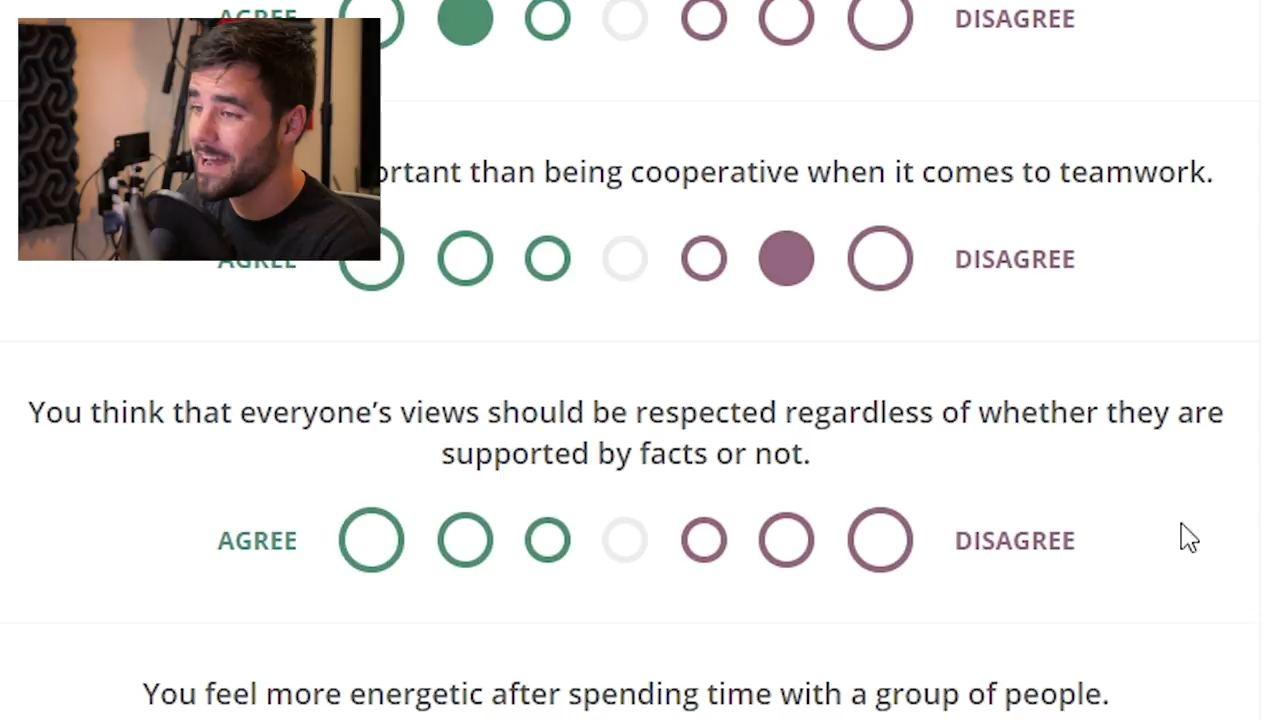 AGREE DISAGREE
than being cooperative when it comes to teamwork.
AGREE DISAGREE
You think that everyone’s views should be respected regardless of whether they are
supported by facts or not.
AGREE DISAGREE
You feel more energetic after spending time with a group of people.